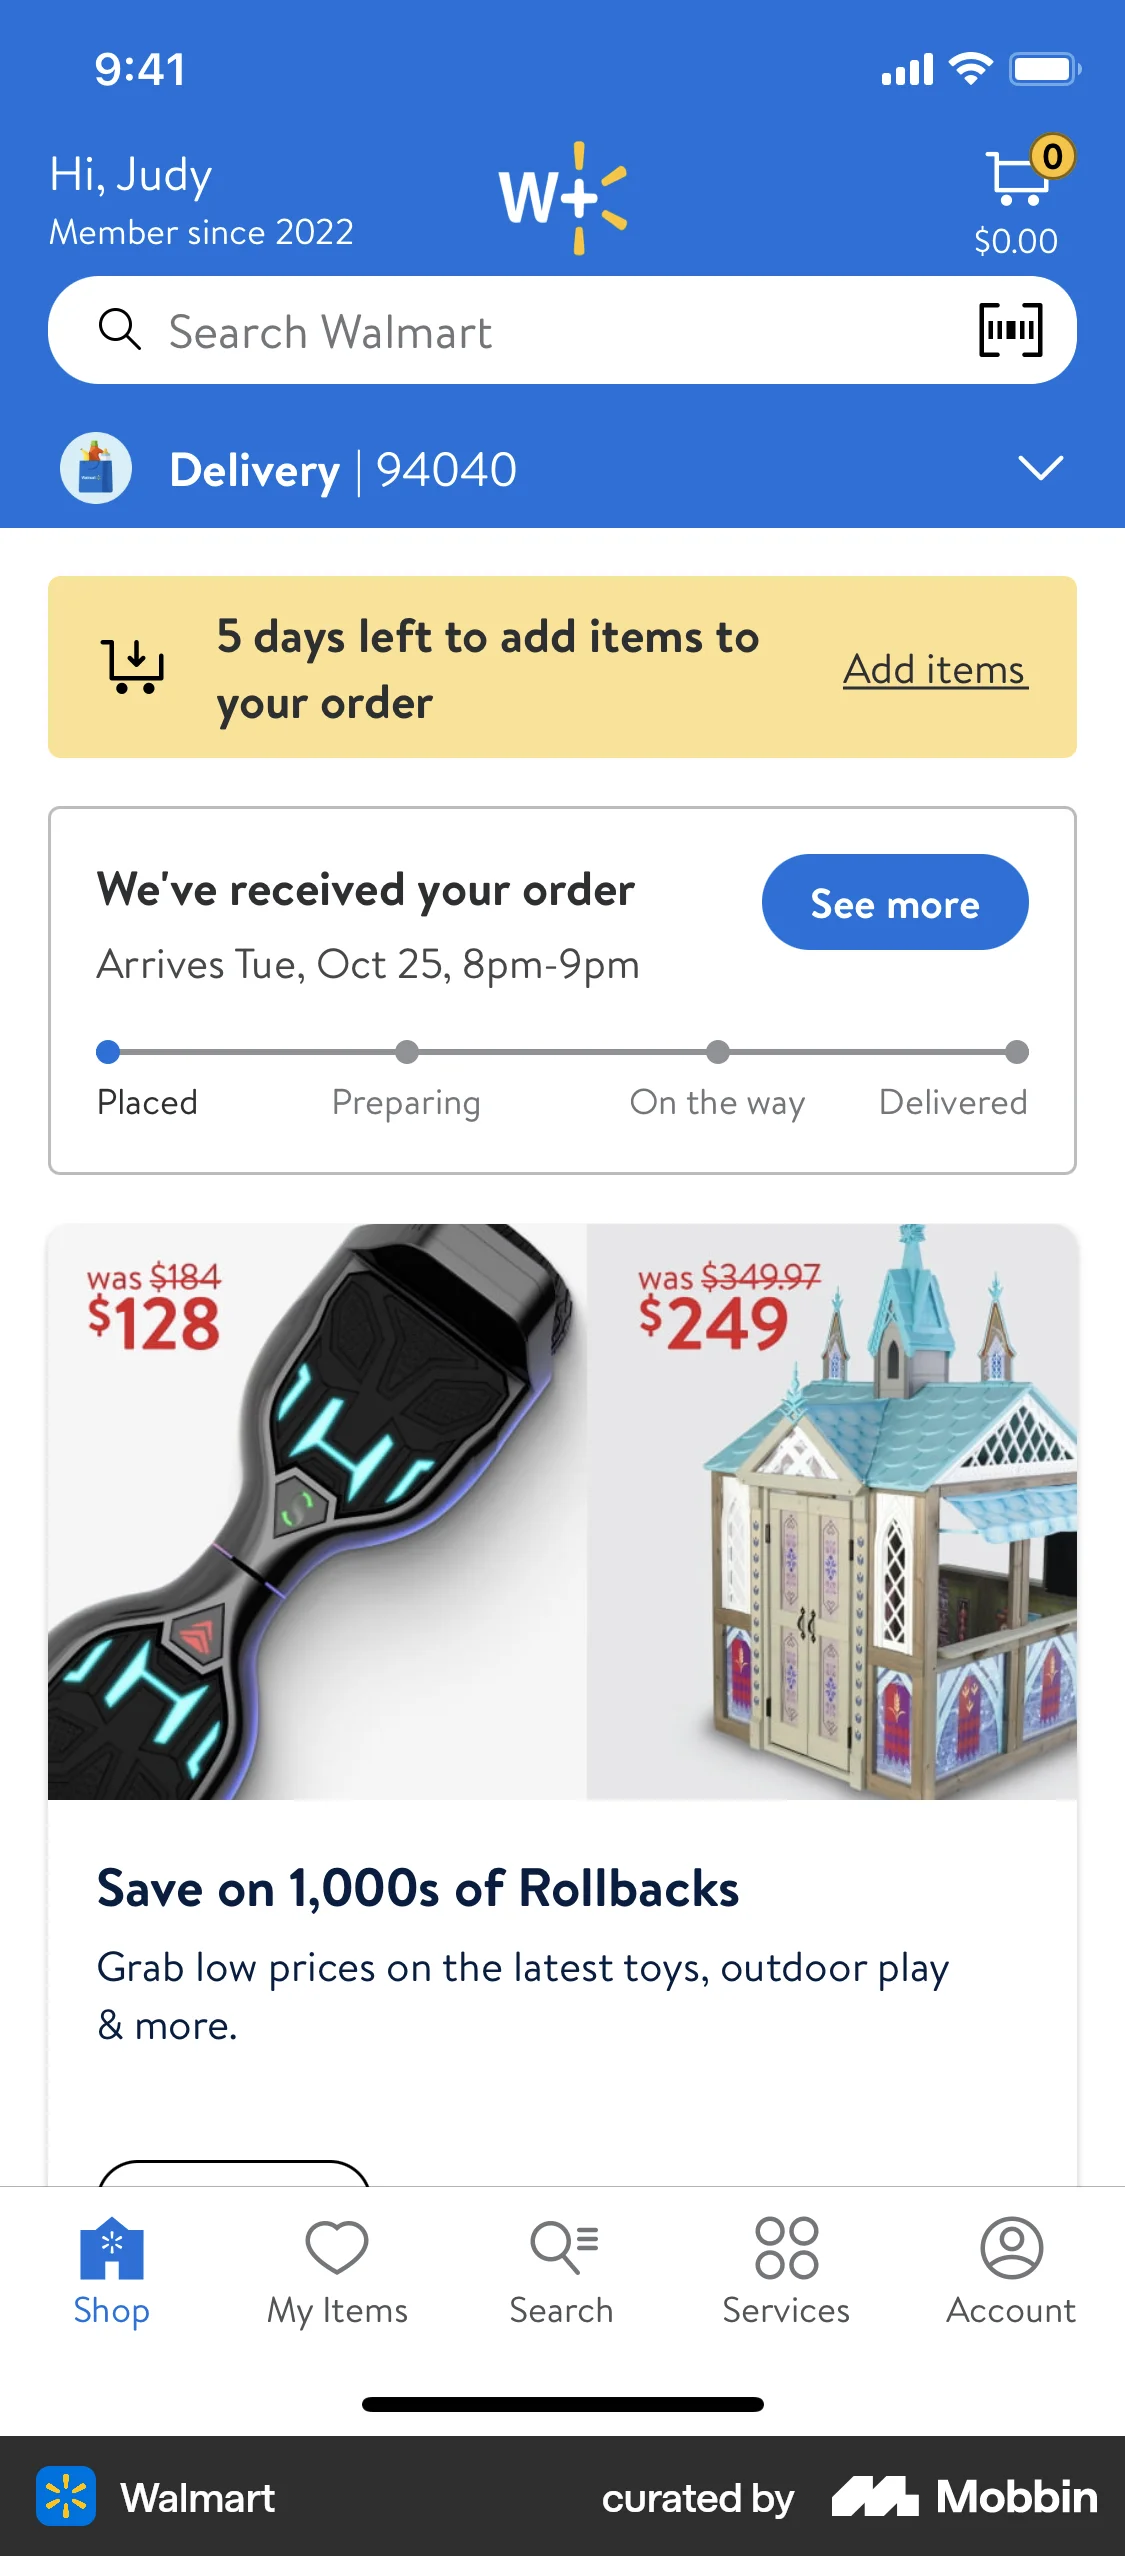 9:41
Hi, Judy
Member since 2022
W+
0
$0.00
Search Walmart
Delivery | 94040
5 days left to add items to
your order
Add items
We've received your order
See more
Arrives Tue, Oct 25, 8pm-9pm
Placed
Preparing
On the way
Delivered
was $184
$128
was $349.97
$249
Save on 1,000s of Rollbacks
Grab low prices on the latest toys, outdoor play
& more.
Shop
My Items
Search
Services
Account
Walmart
curated by
Mobbin